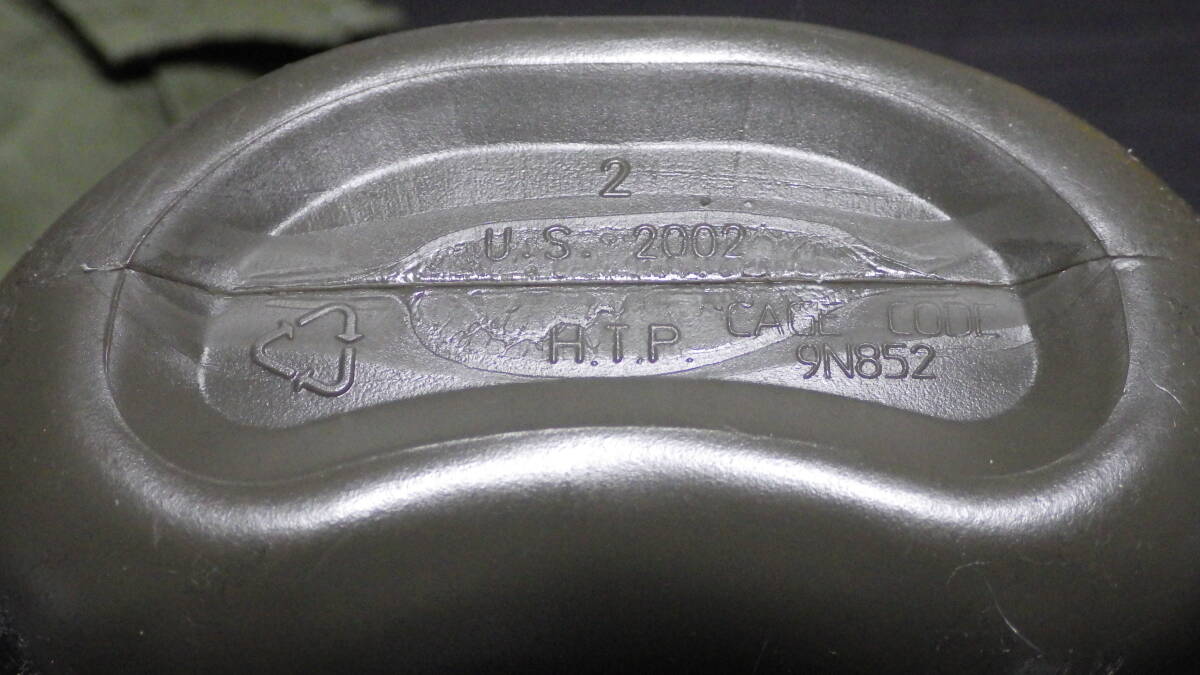 2
U.S. 2002
H.T.P.
CAGE CODE
9N852